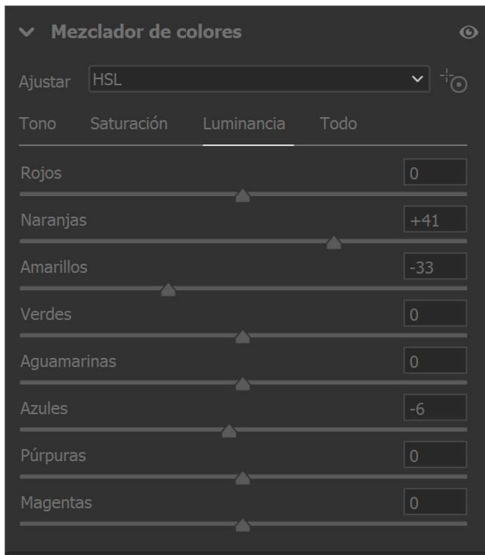 Mezclador de colores
Ajustar HSL
Tono Saturación Luminancia Todo
Rojos 0
Naranjas +41
Amarillos -33
Verdes 0
Aguamarinas 0
Azules -6
Púrpuras 0
Magentas 0